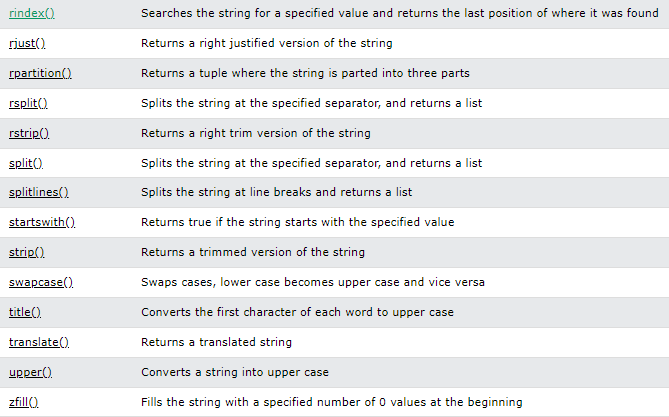 rindex() Searches the string for a specified value and returns the last position of where it was found
rjust() Returns a right justified version of the string
rpartition() Returns a tuple where the string is parted into three parts
rsplit() Splits the string at the specified separator, and returns a list
rstrip() Returns a right trim version of the string
split() Splits the string at the specified separator, and returns a list
splitlines() Splits the string at line breaks and returns a list
startswith() Returns true if the string starts with the specified value
strip() Returns a trimmed version of the string
swapcase() Swaps cases, lower case becomes upper case and vice versa
title() Converts the first character of each word to upper case
translate() Returns a translated string
upper() Converts a string into upper case
zfill() Fills the string with a specified number of 0 values at the beginning